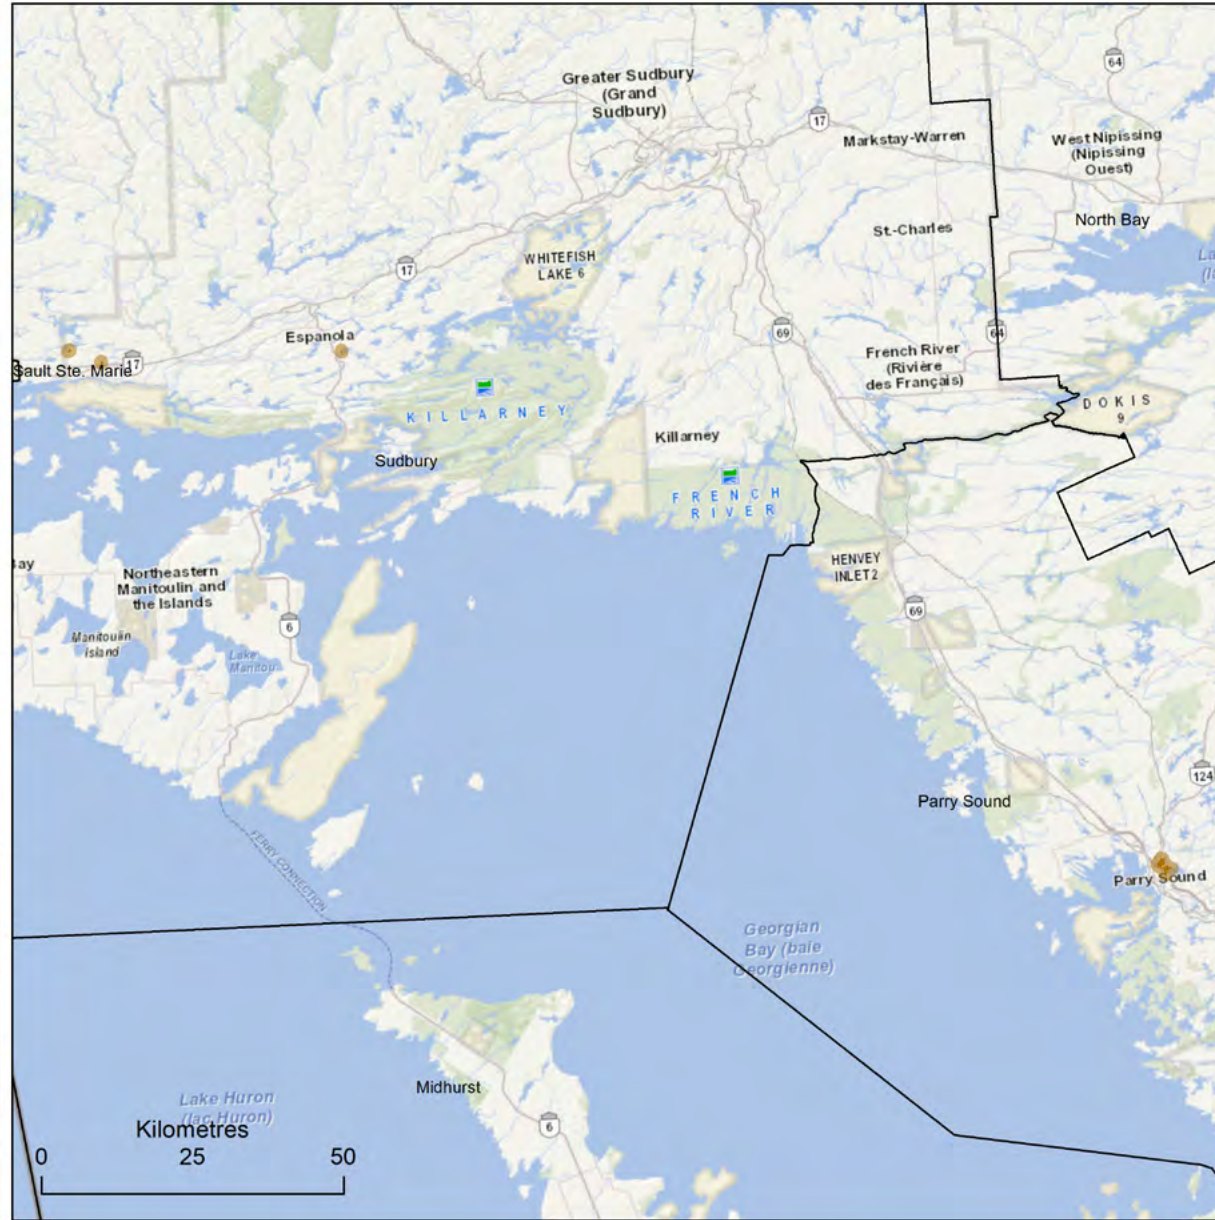 64
Greater Sudbury
(Grand
Sudbury)
17
Markstay-Warren
West Nipissing
(Nipissing
Ouest)
North Bay
St.-Charles
WHITEFISH
LAKE 6
17
La
(l
Espanola
69
64
French River
(Rivière
des Français)
17
Sault Ste. Marie
KILLARNEY
DOKIS
9
Killarney
Sudbury
FRENCH
RIVER
HENVEY
INLET 2
Bay
Northeastern
Manitoulin and
the Islands
69
6
Manitoulin
Island
Lake
Manitou
124
Parry Sound
FERRY CONNECTION
Parry Sound
Georgian
Bay (baie
Georgienne)
Midhurst
Lake Huron
(lac Huron)
6
Kilometres
0 25 50